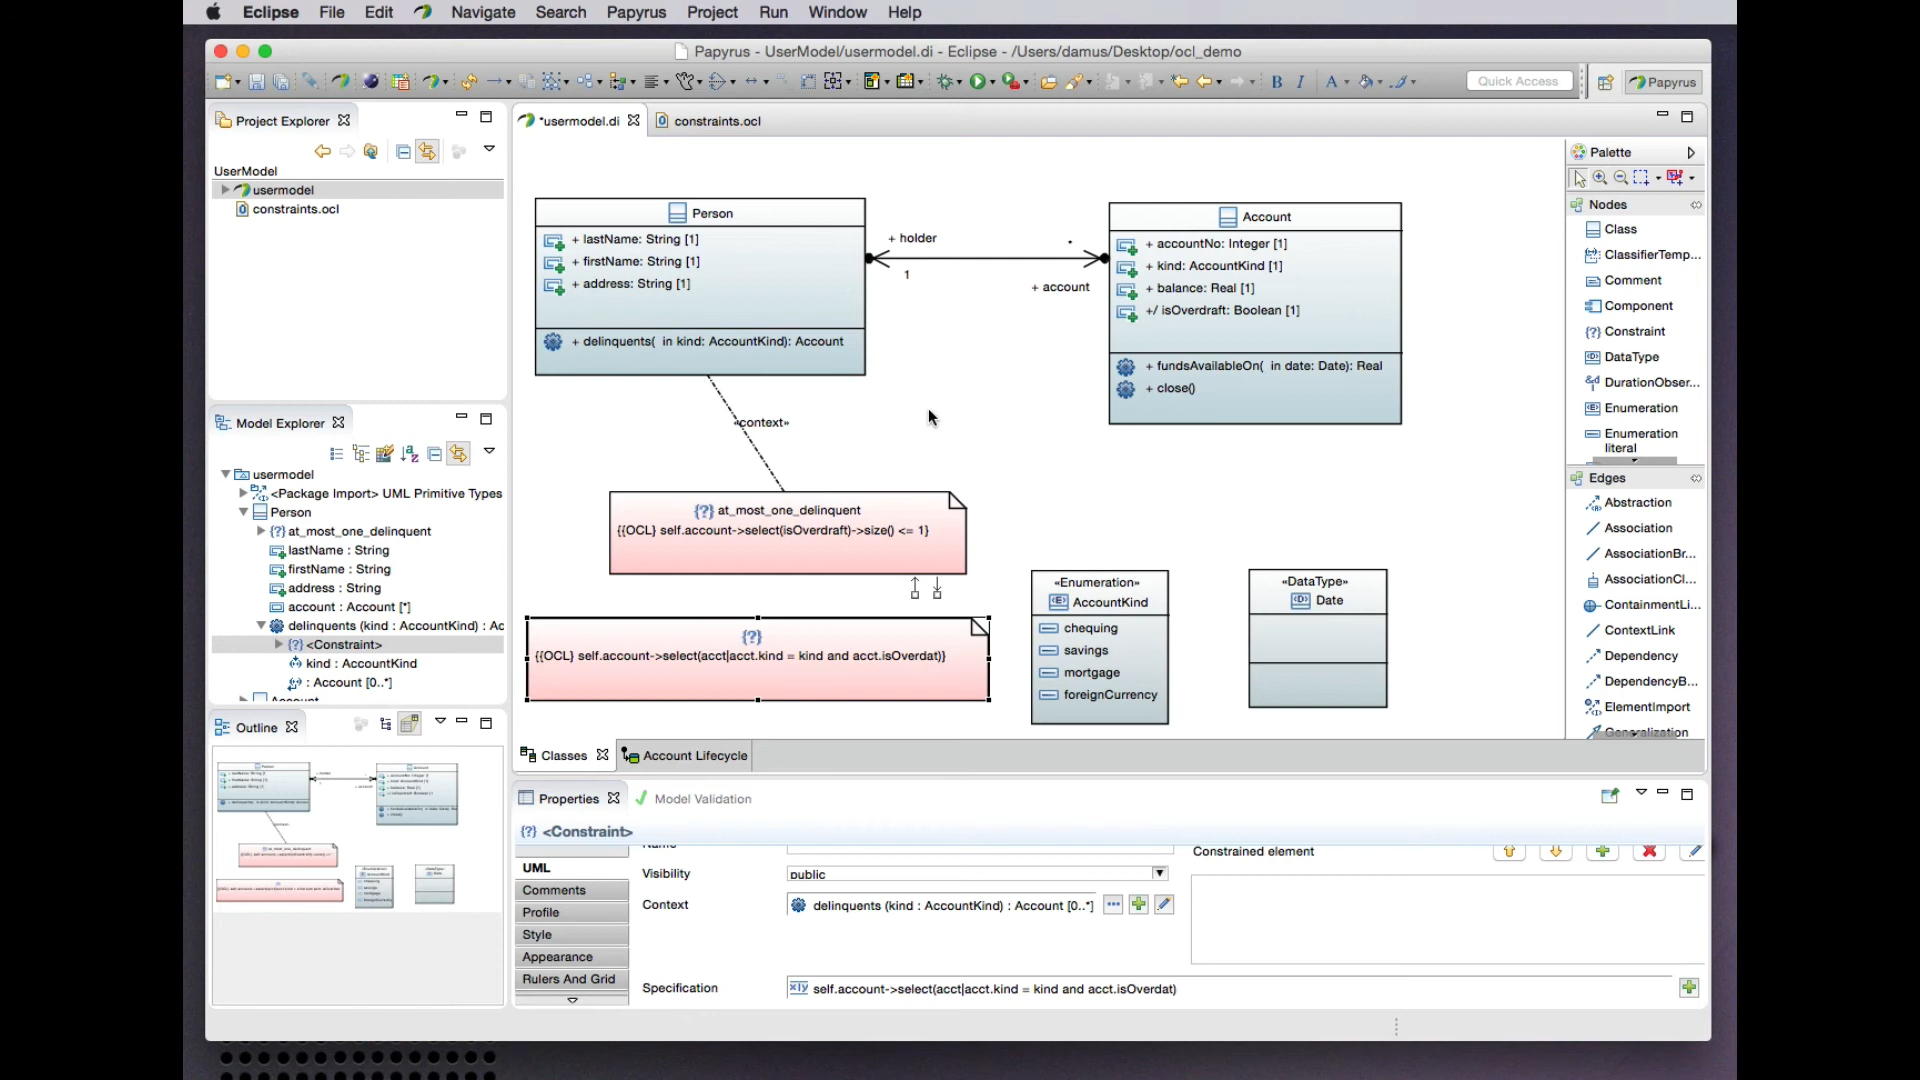 Eclipse File Edit Navigate Search Papyrus Project Run Window Help
Papyrus - UserModel/usermodel.di - Eclipse - /Users/damus/Desktop/ocl_demo
Quick Access
Papyrus
Project Explorer
UserModel
usermodel
constraints.ocl
Model Explorer
usermodel
<Package Import> UML Primitive Types
Person
at_most_one_delinquent
lastName : String
firstName : String
address : String
account : Account [*]
delinquents (kind : AccountKind) : Ac
<Constraint>
kind : AccountKind
: Account [0..*]
Account
Outline
*usermodel.di
constraints.ocl
Person
+ lastName: String [1]
+ firstName: String [1]
+ address: String [1]
+ delinquents( in kind: AccountKind): Account
+ holder
*
1
+ account
Account
+ accountNo: Integer [1]
+ kind: AccountKind [1]
+ balance: Real [1]
+/ isOverdraft: Boolean [1]
+ fundsAvailableOn( in date: Date): Real
+ close()
«context»
{?} at_most_one_delinquent
{{OCL} self.account->select(isOverdraft)->size() <= 1}
{?}
{{OCL} self.account->select(acct|acct.kind = kind and acct.isOverdat)}
«Enumeration»
AccountKind
chequing
savings
mortgage
foreignCurrency
«DataType»
Date
Palette
Nodes
Class
ClassifierTemp...
Comment
Component
Constraint
DataType
DurationObser...
Enumeration
Enumeration
literal
Edges
Abstraction
Association
AssociationBr...
AssociationCl...
ContainmentLi...
ContextLink
Dependency
DependencyB...
ElementImport
Generalization
Classes
Account Lifecycle
Properties
Model Validation
{?} <Constraint>
UML
Comments
Profile
Style
Appearance
Rulers And Grid
Name
Visibility
public
Context
delinquents (kind : AccountKind) : Account [0..*]
Specification
self.account->select(acct|acct.kind = kind and acct.isOverdat)
Constrained element